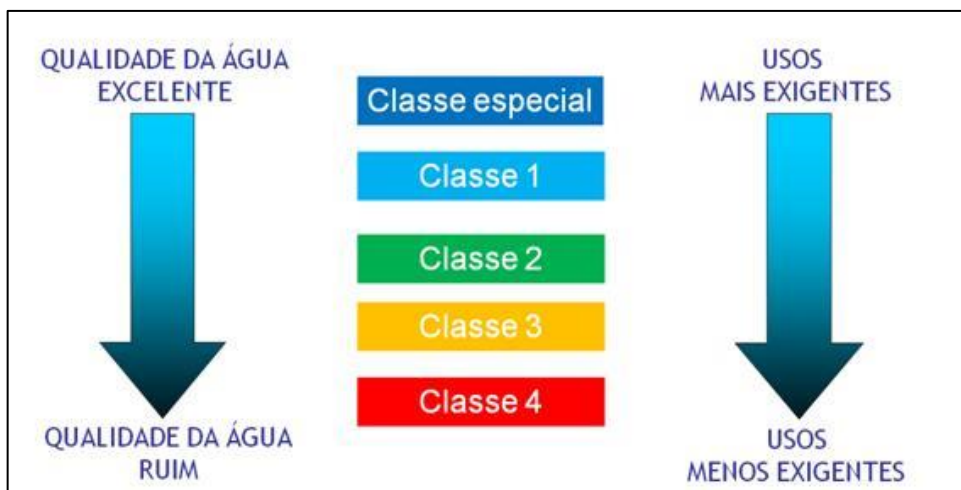 QUALIDADE DA ÁGUA
EXCELENTE
Classe especial
Classe 1
Classe 2
Classe 3
Classe 4
QUALIDADE DA ÁGUA
RUIM
USOS
MAIS EXIGENTES
USOS
MENOS EXIGENTES